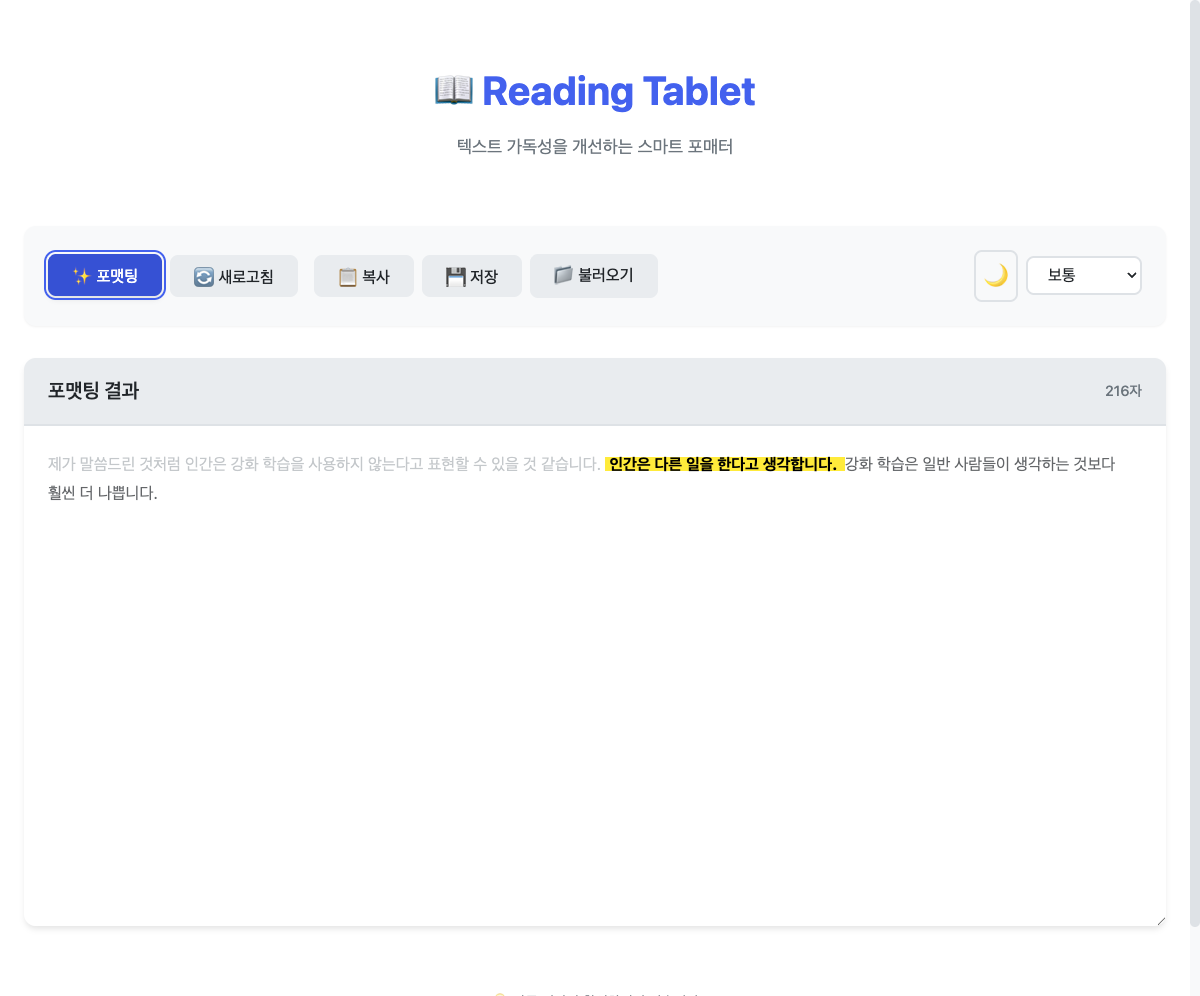 📖 Reading Tablet
텍스트 가독성을 개선하는 스마트 포매터
✨ 포맷팅 🔄 새로고침 📋 복사 💾 저장 📁 불러오기 🌙 보통
포맷팅 결과 216자
제가 말씀드린 것처럼 인간은 강화 학습을 사용하지 않는다고 표현할 수 있을 것 같습니다. 인간은 다른 일을 한다고 생각합니다. 강화 학습은 일반 사람들이 생각하는 것보다
훨씬 더 나쁩니다.